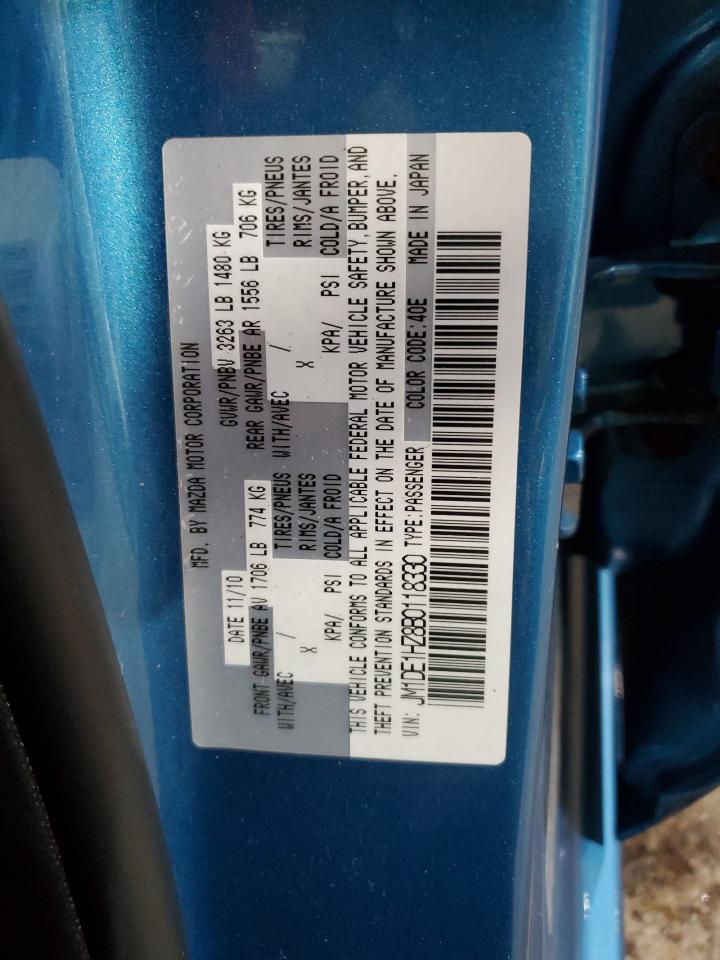 MFD. BY MAZDA MOTOR CORPORATION
DATE 11/10 GVWR/PNBV 3263 LB 1480 KG
FRONT GAWR/PNBE AV 1706 LB 774 KG REAR GAWR/PNBE AR 1556 LB 706 KG
WITH/AVEC / TIRES/PNEUS WITH/AVEC / TIRES/PNEUS
X RIMS/JANTES X RIMS/JANTES
KPA/ PSI COLD/A FROID KPA/ PSI COLD/A FROID
THIS VEHICLE CONFORMS TO ALL APPLICABLE FEDERAL MOTOR VEHICLE SAFETY, BUMPER, AND
THEFT PREVENTION STANDARDS IN EFFECT ON THE DATE OF MANUFACTURE SHOWN ABOVE.
VIN: JM1DE1HZ8B0118330 TYPE:PASSENGER COLOR CODE:40E MADE IN JAPAN